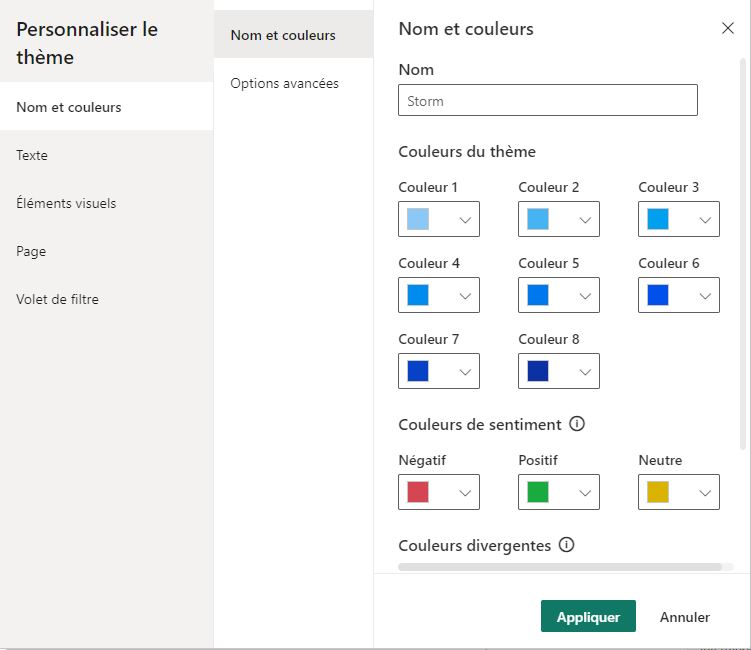 Personnaliser le
thème
Nom et couleurs
Texte
Éléments visuels
Page
Volet de filtre
Nom et couleurs
Options avancées
Nom et couleurs
Nom
Storm
Couleurs du thème
Couleur 1 Couleur 2 Couleur 3
Couleur 4 Couleur 5 Couleur 6
Couleur 7 Couleur 8
Couleurs de sentiment
Négatif Positif Neutre
Couleurs divergentes
Appliquer Annuler